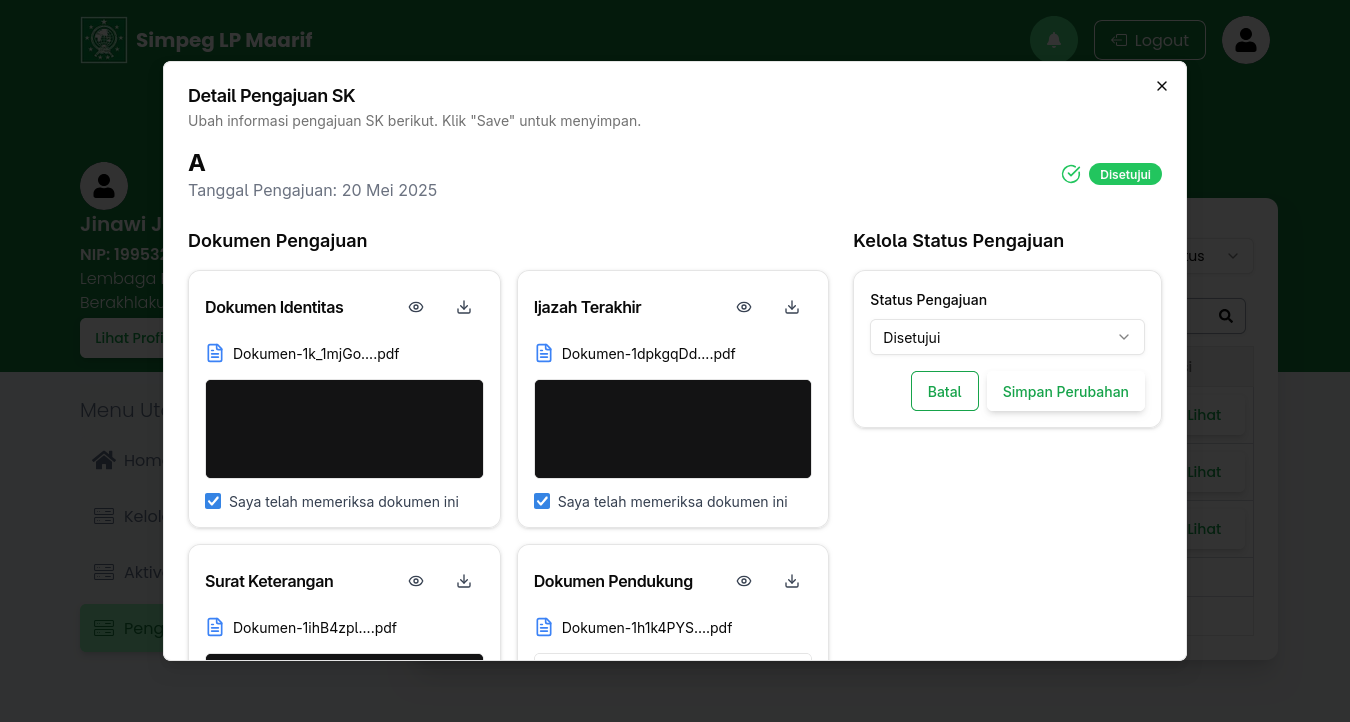 Simpeg LP Maarif
Logout
Detail Pengajuan SK
Ubah informasi pengajuan SK berikut. Klik "Save" untuk menyimpan.
A
Tanggal Pengajuan: 20 Mei 2025
Disetujui
Jinawi J
NIP: 199532
Lembaga
Berakhlaku
Lihat Profi
Menu Ut
Hom
Kelol
Aktiv
Peng
Dokumen Pengajuan
Dokumen Identitas
Dokumen-1k_1mjGo....pdf
Saya telah memeriksa dokumen ini
Ijazah Terakhir
Dokumen-1dpkgqDd....pdf
Saya telah memeriksa dokumen ini
Surat Keterangan
Dokumen-1ihB4zpl....pdf
Dokumen Pendukung
Dokumen-1h1k4PYS....pdf
Kelola Status Pengajuan
Status Pengajuan
Disetujui
Batal
Simpan Perubahan
tus
Lihat
Lihat
Lihat